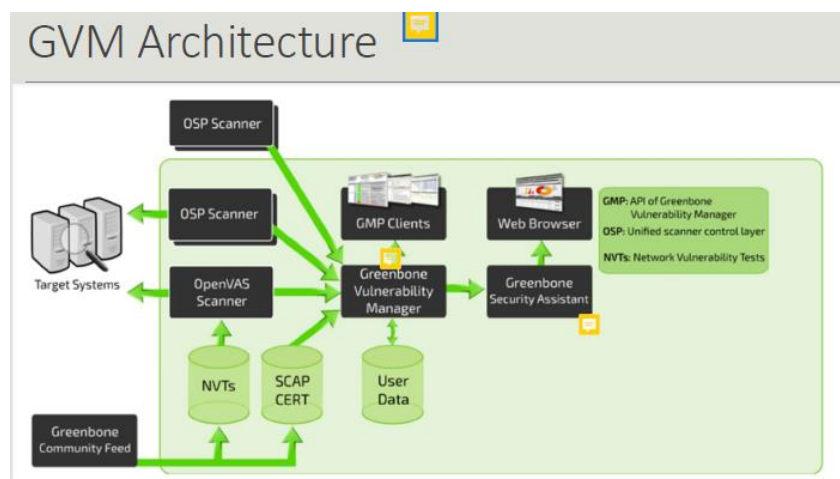 GVM Architecture
OSP Scanner
OSP Scanner
GMP Clients
Web Browser
GMP: API of Greenbone
Vulnerability Manager
OSP: Unified scanner control layer
NVTs: Network Vulnerability Tests
Target Systems
OpenVAS
Scanner
Greenbone
Vulnerability
Manager
Greenbone
Security Assistant
NVTs
SCAP
CERT
User
Data
Greenbone
Community Feed